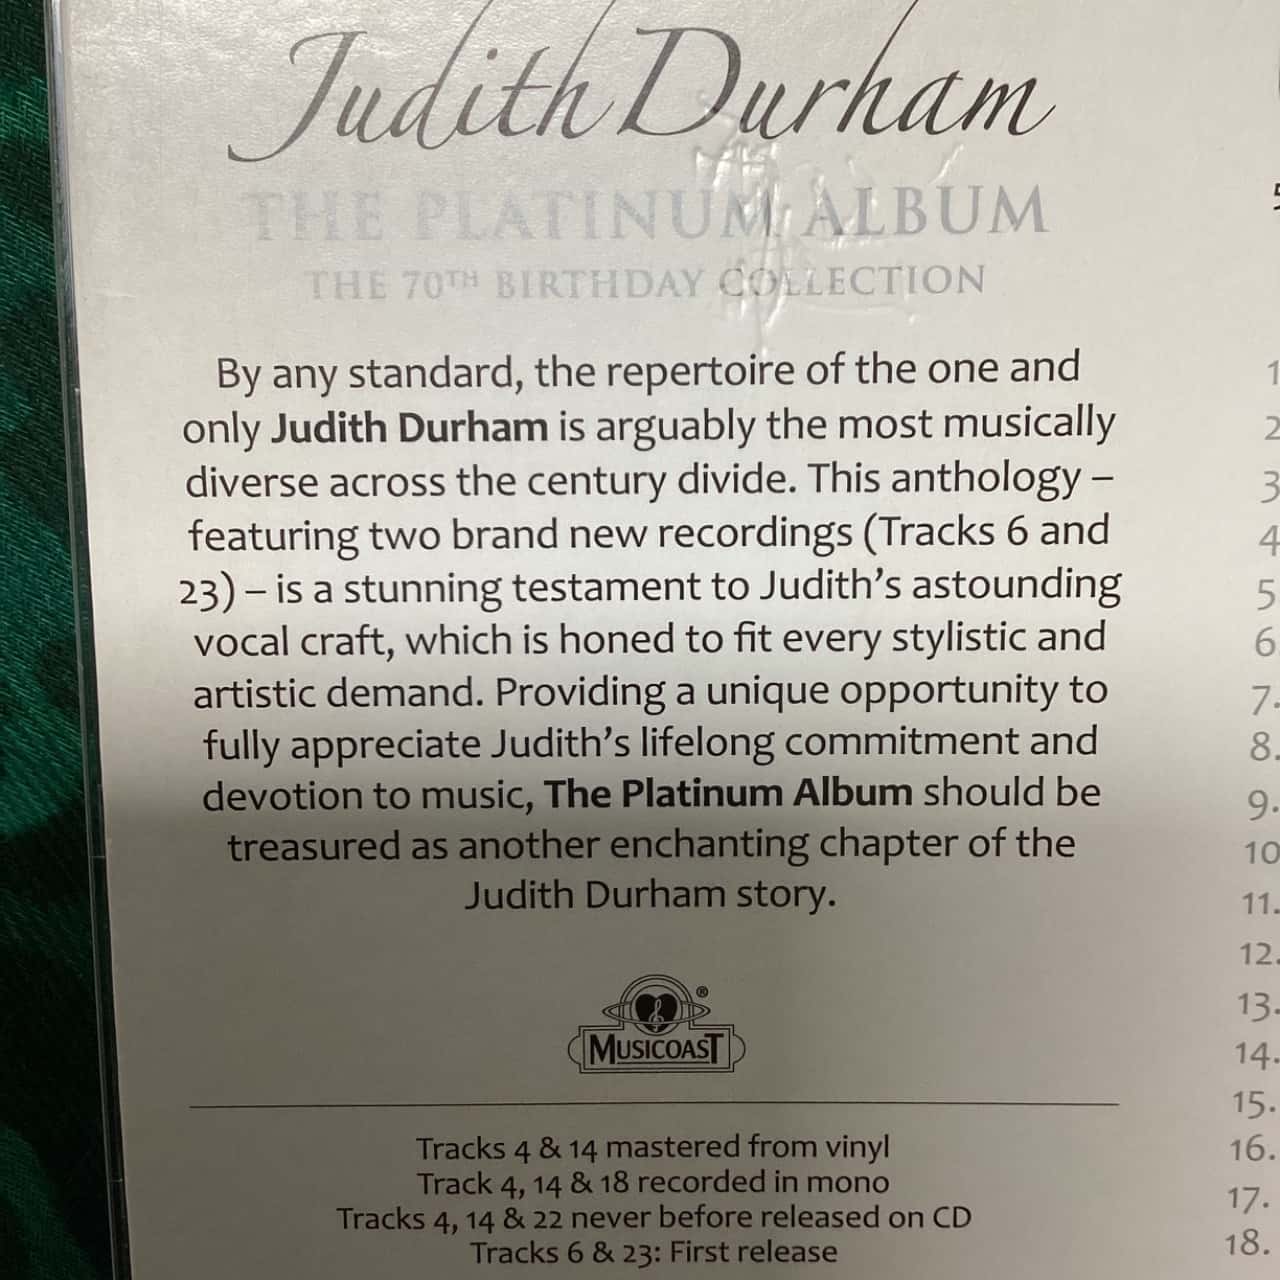 Judith Durham
THE PLATINUM ALBUM
THE 70TH BIRTHDAY COLLECTION
By any standard, the repertoire of the one and
only Judith Durham is arguably the most musically
diverse across the century divide. This anthology –
featuring two brand new recordings (Tracks 6 and
23) – is a stunning testament to Judith's astounding
vocal craft, which is honed to fit every stylistic and
artistic demand. Providing a unique opportunity to
fully appreciate Judith's lifelong commitment and
devotion to music, The Platinum Album should be
treasured as another enchanting chapter of the
Judith Durham story.
MUSICOAST ®
Tracks 4 & 14 mastered from vinyl
Track 4, 14 & 18 recorded in mono
Tracks 4, 14 & 22 never before released on CD
Tracks 6 & 23: First release
1
2
3
4
5
6
7.
8.
9.
10
11.
12.
13.
14.
15.
16.
17.
18.